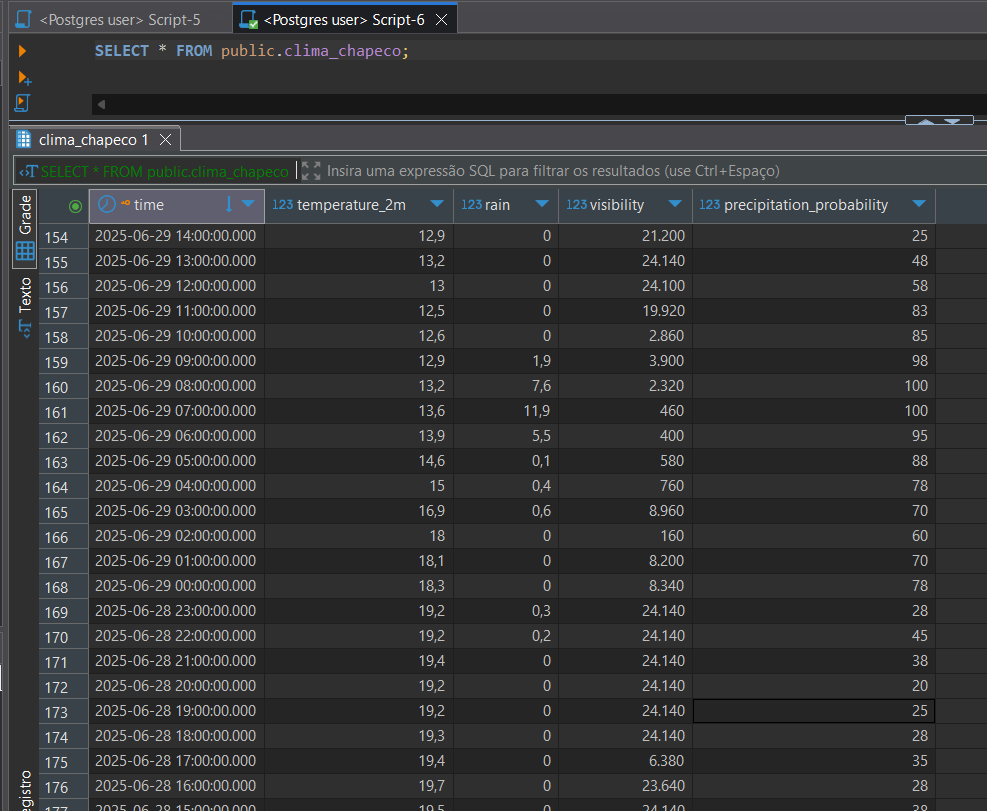 <Postgres user> Script-5
<Postgres user> Script-6
SELECT * FROM public.clima_chapeco;
clima_chapeco 1
SELECT * FROM public.clima_chapeco
Insira uma expressão SQL para filtrar os resultados (use Ctrl+Espaço)
Grade
Texto
time 123 temperature_2m 123 rain 123 visibility 123 precipitation_probability
154 2025-06-29 14:00:00.000 12,9 0 21.200 25
155 2025-06-29 13:00:00.000 13,2 0 24.140 48
156 2025-06-29 12:00:00.000 13 0 24.100 58
157 2025-06-29 11:00:00.000 12,5 0 19.920 83
158 2025-06-29 10:00:00.000 12,6 0 2.860 85
159 2025-06-29 09:00:00.000 12,9 1,9 3.900 98
160 2025-06-29 08:00:00.000 13,2 7,6 2.320 100
161 2025-06-29 07:00:00.000 13,6 11,9 460 100
162 2025-06-29 06:00:00.000 13,9 5,5 400 95
163 2025-06-29 05:00:00.000 14,6 0,1 580 88
164 2025-06-29 04:00:00.000 15 0,4 760 78
165 2025-06-29 03:00:00.000 16,9 0,6 8.960 70
166 2025-06-29 02:00:00.000 18 0 160 60
167 2025-06-29 01:00:00.000 18,1 0 8.200 70
168 2025-06-29 00:00:00.000 18,3 0 8.340 78
169 2025-06-28 23:00:00.000 19,2 0,3 24.140 28
170 2025-06-28 22:00:00.000 19,2 0,2 24.140 45
171 2025-06-28 21:00:00.000 19,4 0 24.140 38
172 2025-06-28 20:00:00.000 19,2 0 24.140 20
173 2025-06-28 19:00:00.000 19,2 0 24.140 25
174 2025-06-28 18:00:00.000 19,3 0 24.140 28
175 2025-06-28 17:00:00.000 19,4 0 6.380 35
176 2025-06-28 16:00:00.000 19,7 0 23.640 28
177 2025-06-28 15:00:00.000 19,5 0 24.140
egistro